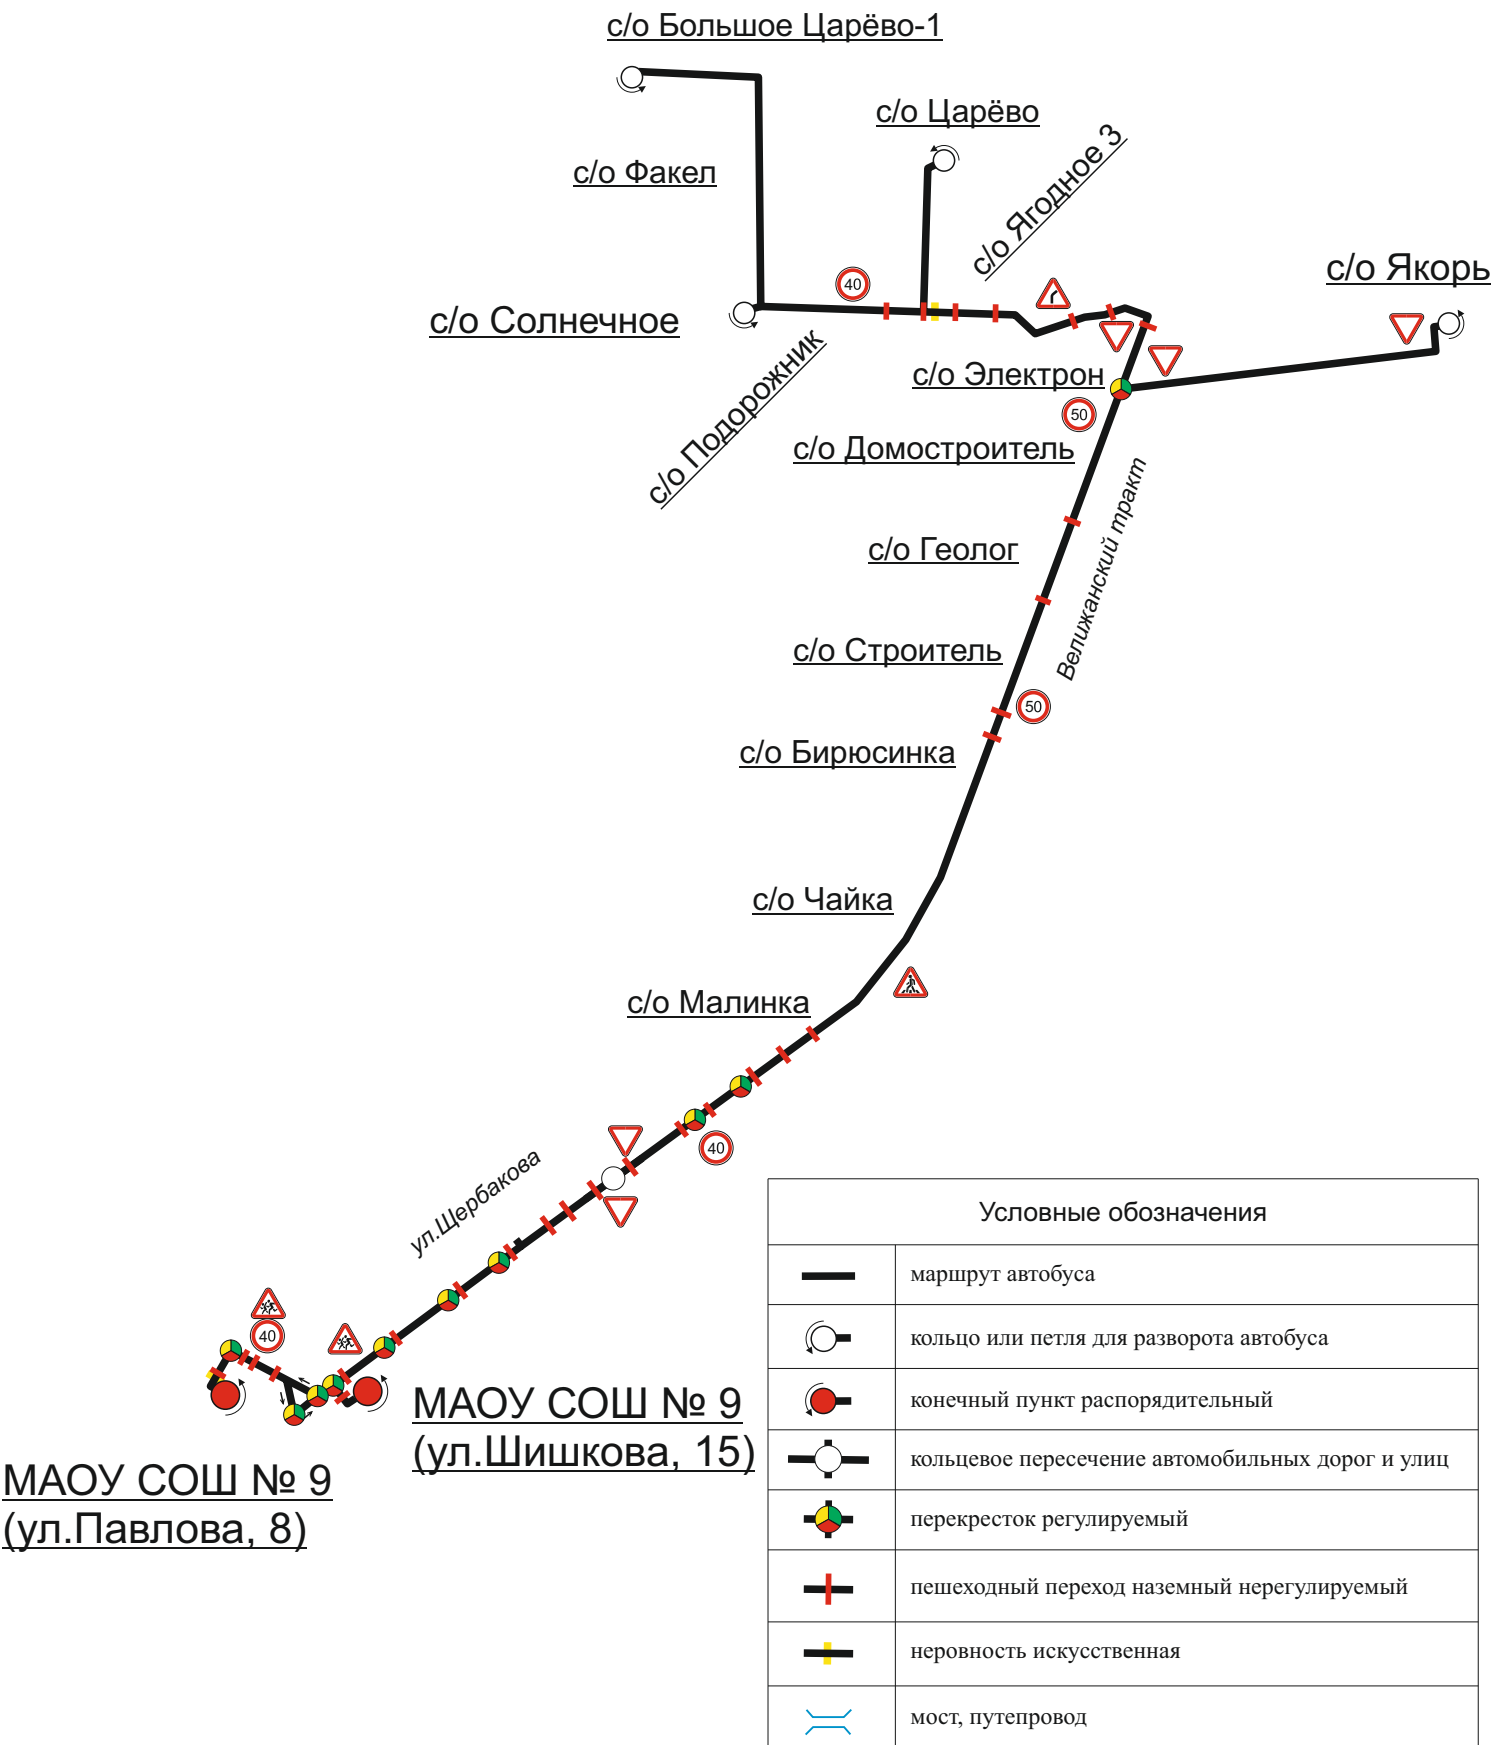 с/о Большое Царёво-1
с/о Царёво
с/о Факел
с/о Ягодное 3
с/о Якорь
40
с/о Солнечное
с/о Подорожник
с/о Электрон
50
с/о Домостроитель
Велижанский тракт
с/о Геолог
с/о Строитель
50
с/о Бирюсинка
с/о Чайка
с/о Малинка
40
ул.Щербакова
40
МАОУ СОШ № 9
(ул.Шишкова, 15)
МАОУ СОШ № 9
(ул.Павлова, 8)
Условные обозначения
маршрут автобуса
кольцо или петля для разворота автобуса
конечный пункт распорядительный
кольцевое пересечение автомобильных дорог и улиц
перекресток регулируемый
пешеходный переход наземный нерегулируемый
неровность искусственная
мост, путепровод